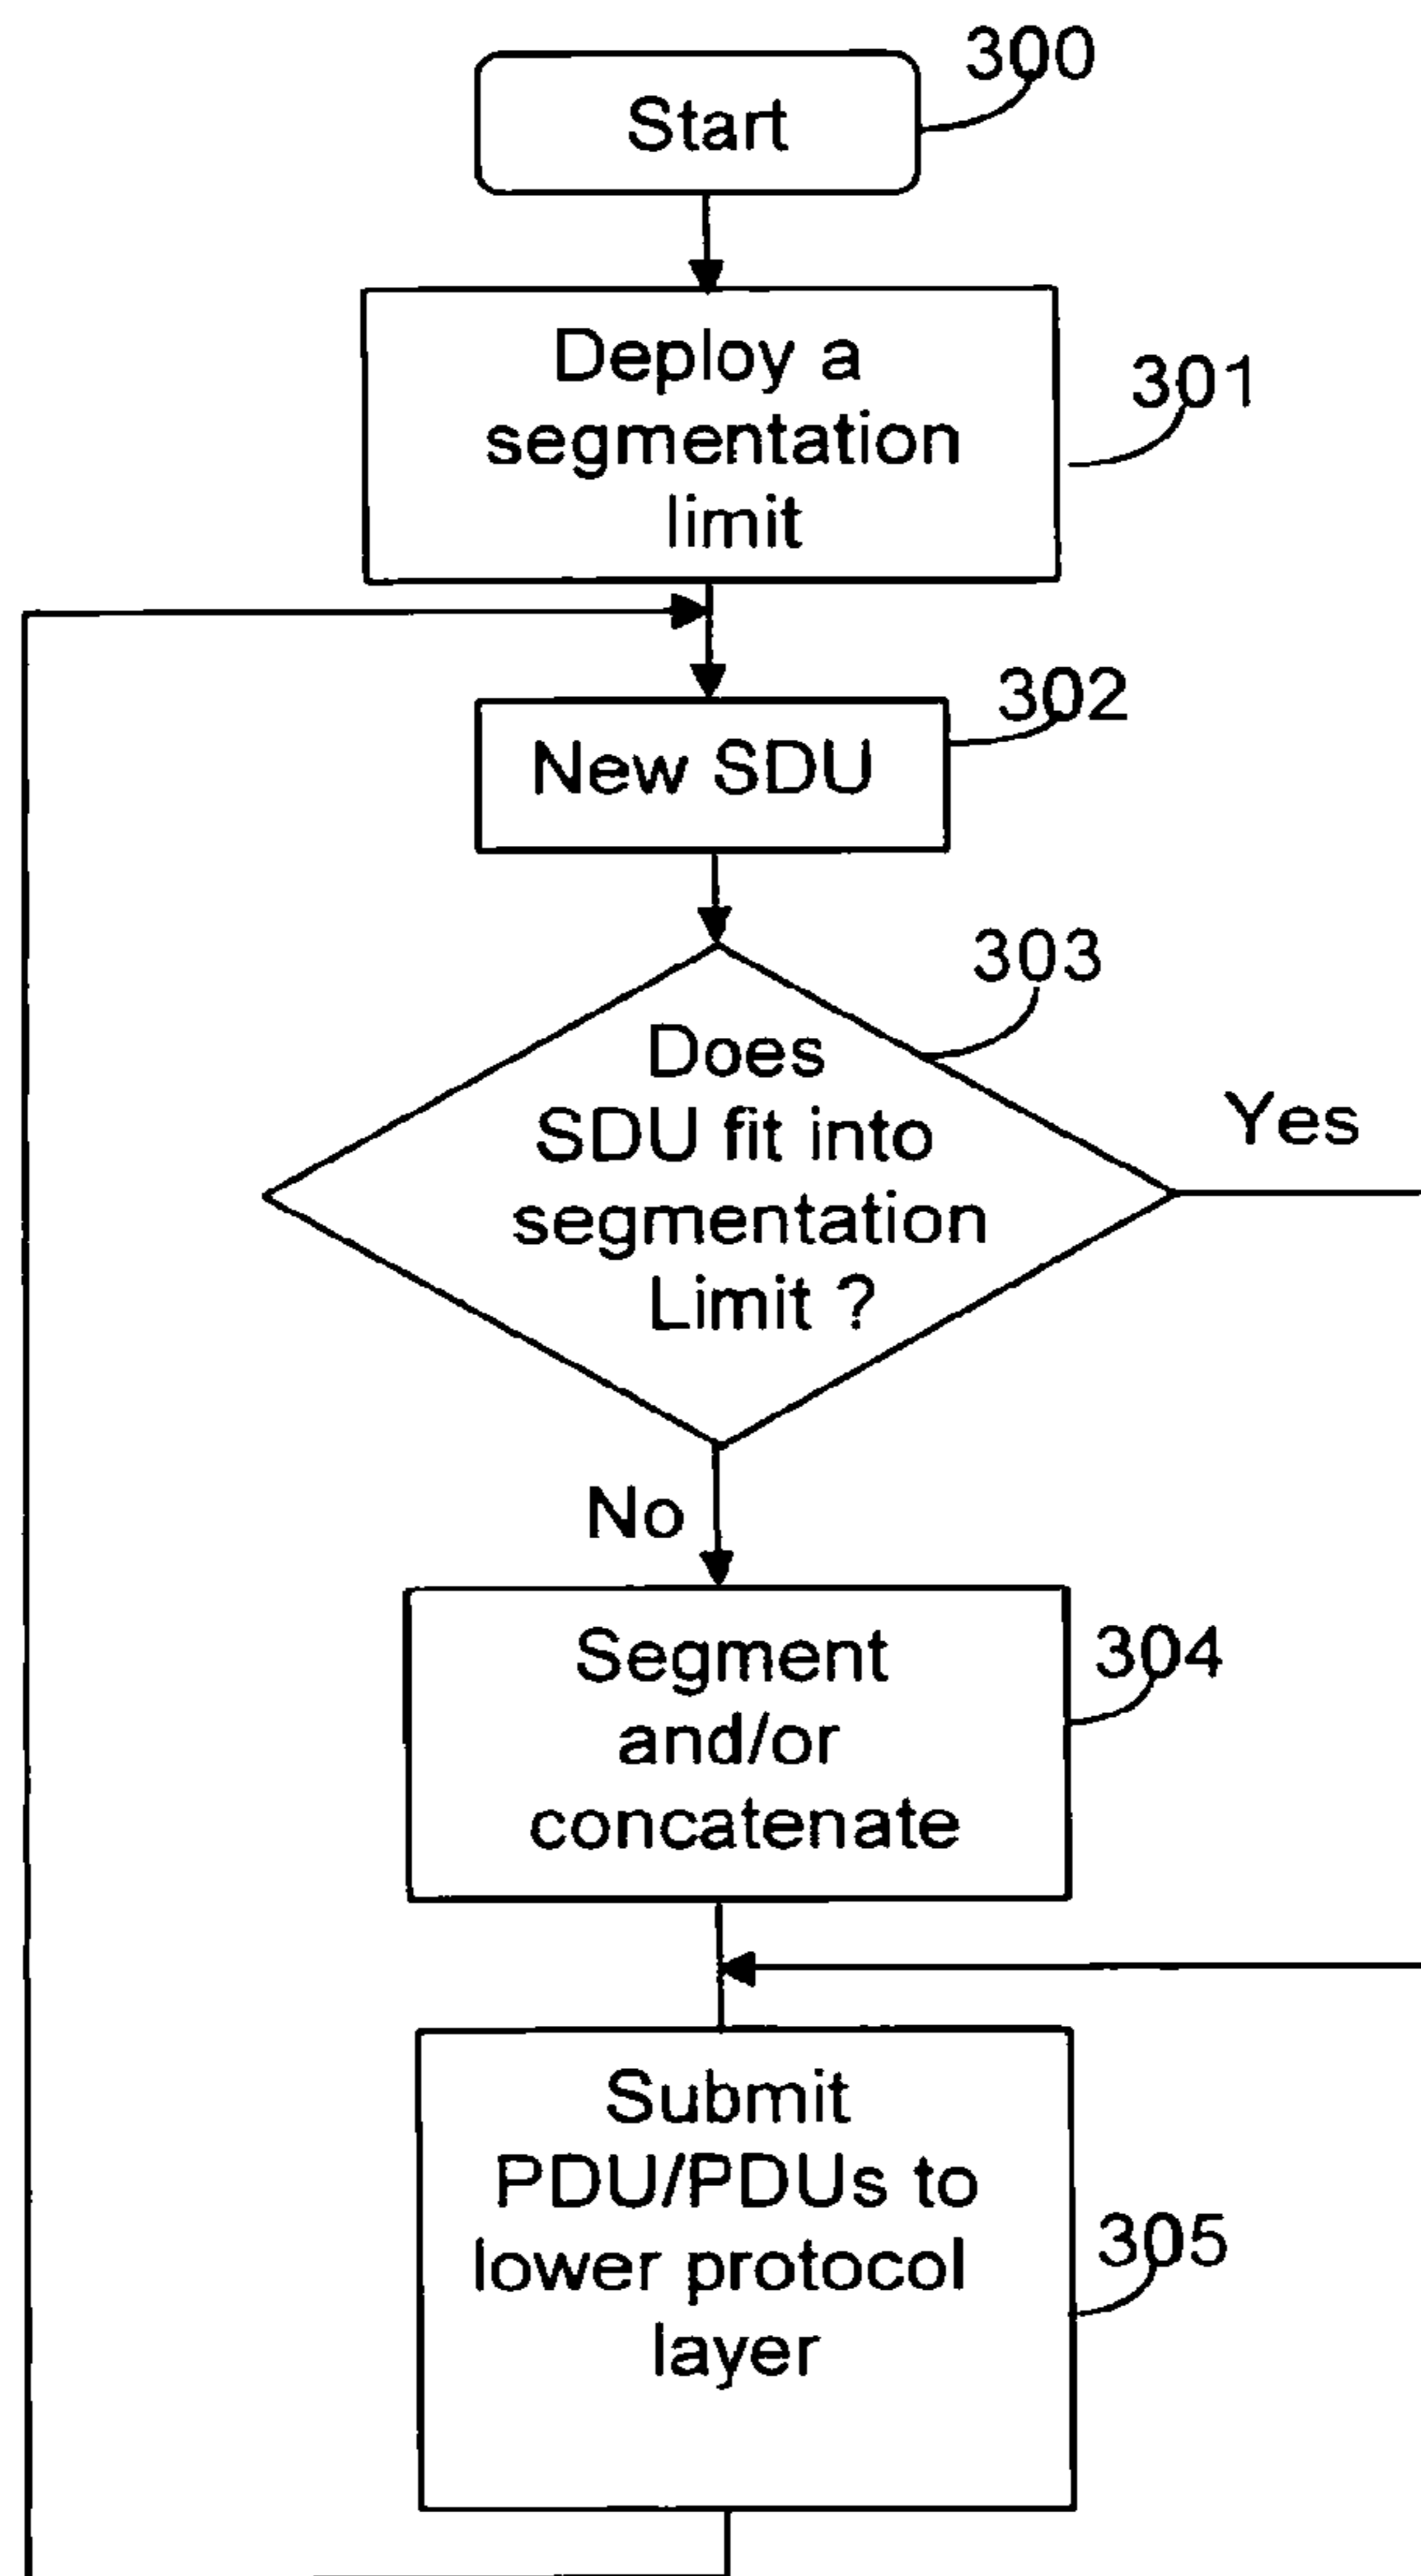 300
Start
Deploy a
segmentation
limit
301
302
New SDU
303
Does
SDU fit into
segmentation
Limit ?
Yes
No
Segment
and/or
concatenate
304
Submit
PDU/PDUs to
lower protocol
layer
305